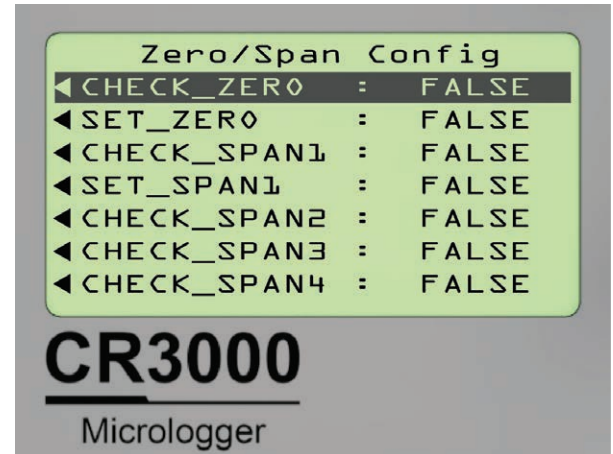 Zero/Span Config
CHECK_ZERO : FALSE
SET_ZERO : FALSE
CHECK_SPAN1 : FALSE
SET_SPAN1 : FALSE
CHECK_SPAN2 : FALSE
CHECK_SPAN3 : FALSE
CHECK_SPAN4 : FALSE
CR3000
Micrologger